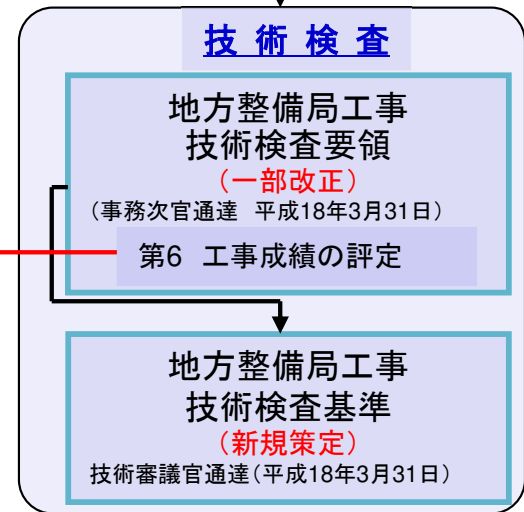 技 術 検 査
地方整備局工事
技術検査要領
（一部改正）
（事務次官通達　平成18年3月31日）
第6　工事成績の評定
地方整備局工事
技術検査基準
（新規策定）
技術審議官通達（平成18年3月31日）